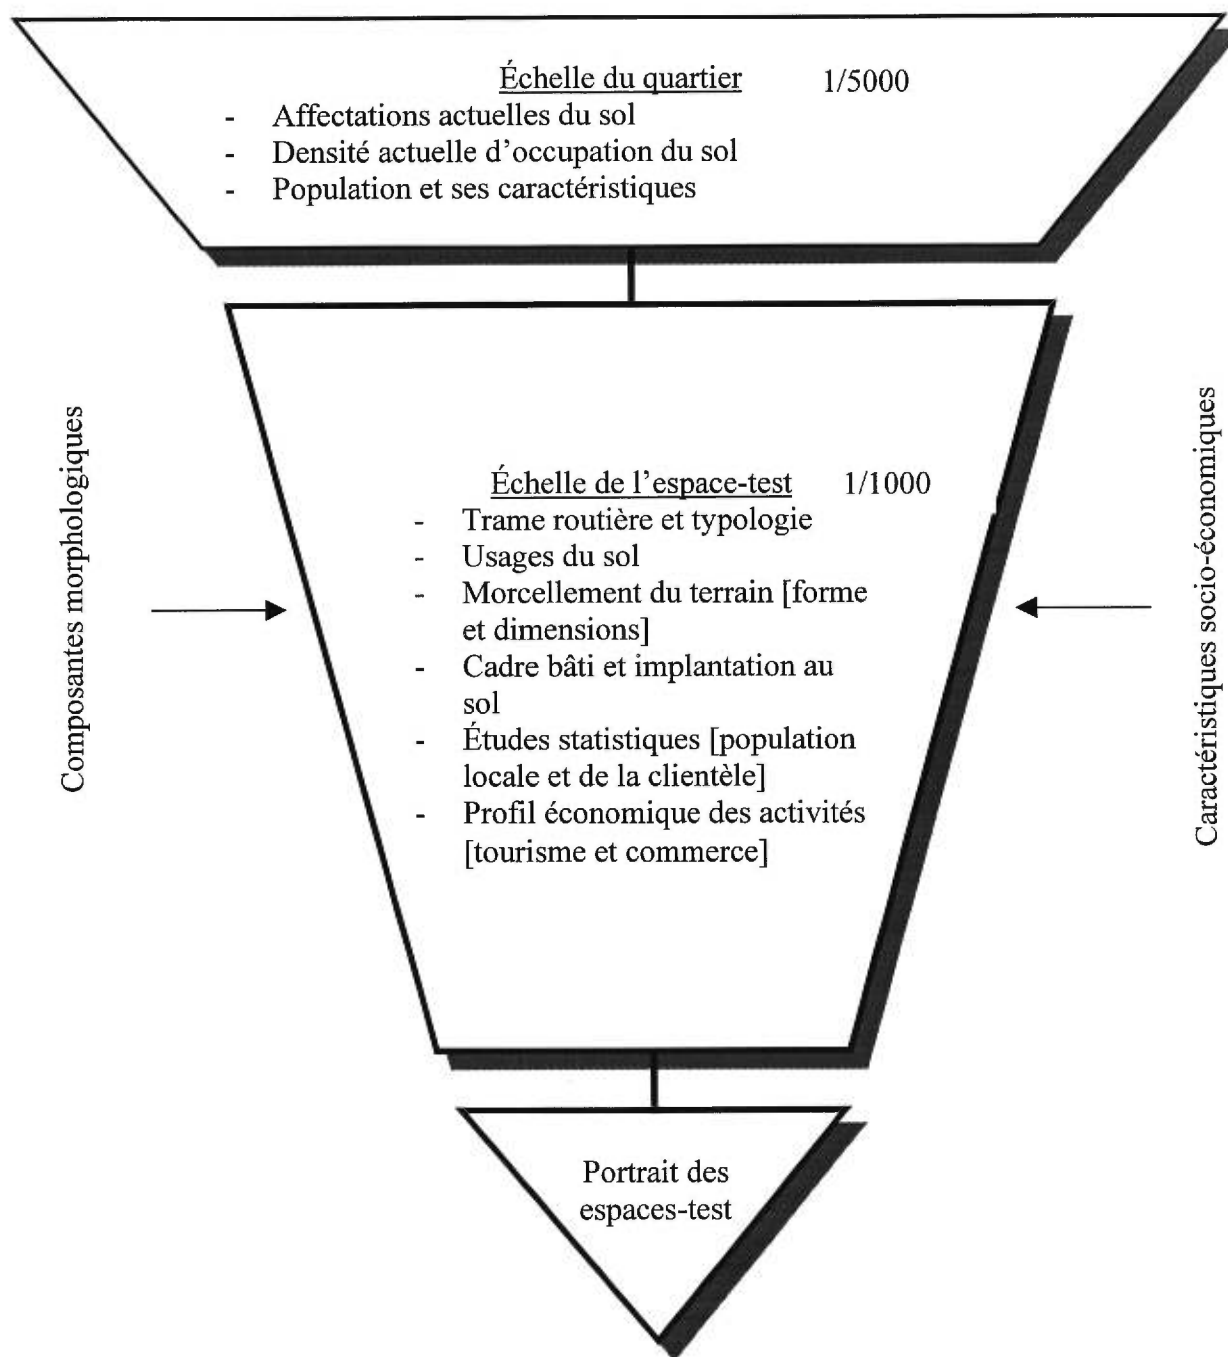 Échelle du quartier 1/5000
- Affectations actuelles du sol
- Densité actuelle d'occupation du sol
- Population et ses caractéristiques
Composantes morphologiques
Échelle de l'espace-test 1/1000
- Trame routière et typologie
- Usages du sol
- Morcellement du terrain [forme
et dimensions]
- Cadre bâti et implantation au
sol
- Études statistiques [population
locale et de la clientèle]
- Profil économique des activités
[tourisme et commerce]
Caractéristiques socio-économiques
Portrait des
espaces-test